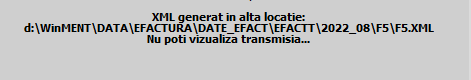 XML generat in alta locatie:
d:\WinMENT\DATA\EFACTURA\DATE_EFACT\EFACTT\2022_08\F5\F5.XML
Nu poti vizualiza transmisia...